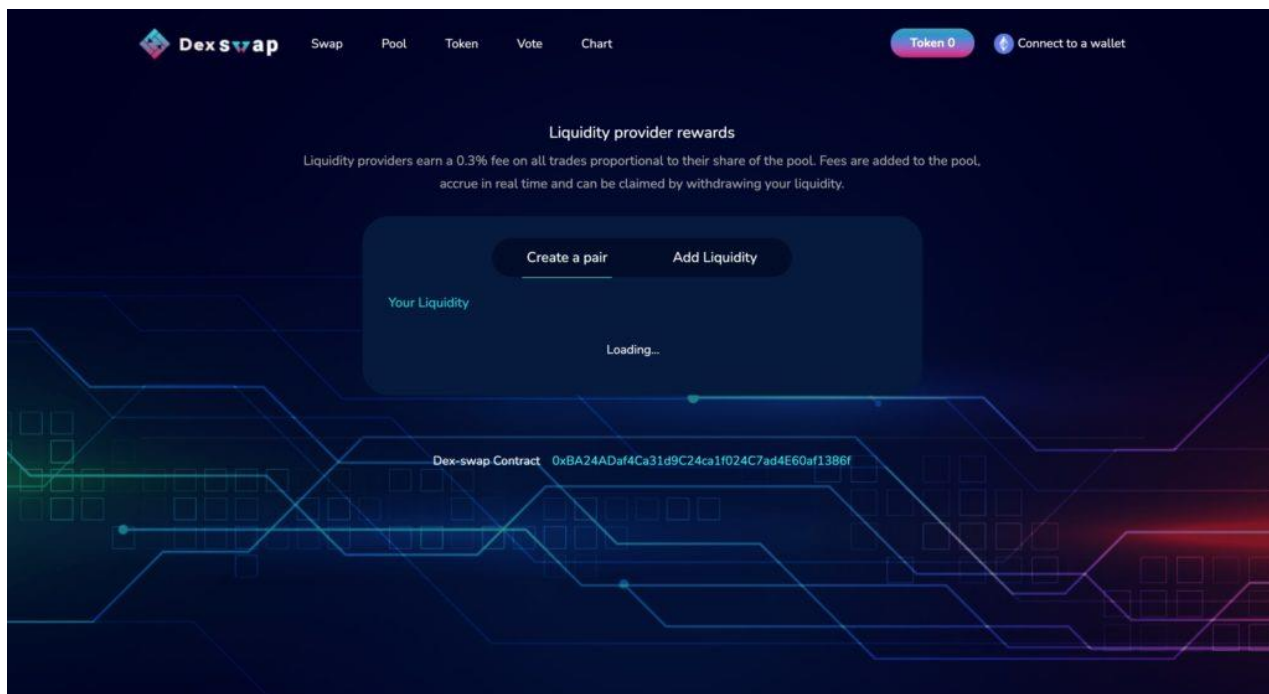 Dexswap Swap Pool Token Vote Chart Token 0 Connect to a wallet
Liquidity provider rewards
Liquidity providers earn a 0.3% fee on all trades proportional to their share of the pool. Fees are added to the pool,
accrue in real time and can be claimed by withdrawing your liquidity.
Create a pair Add Liquidity
Your Liquidity
Loading...
Dex-swap Contract 0xBA24ADaf4Ca31d9C24ca1f024C7ad4E60af1386f